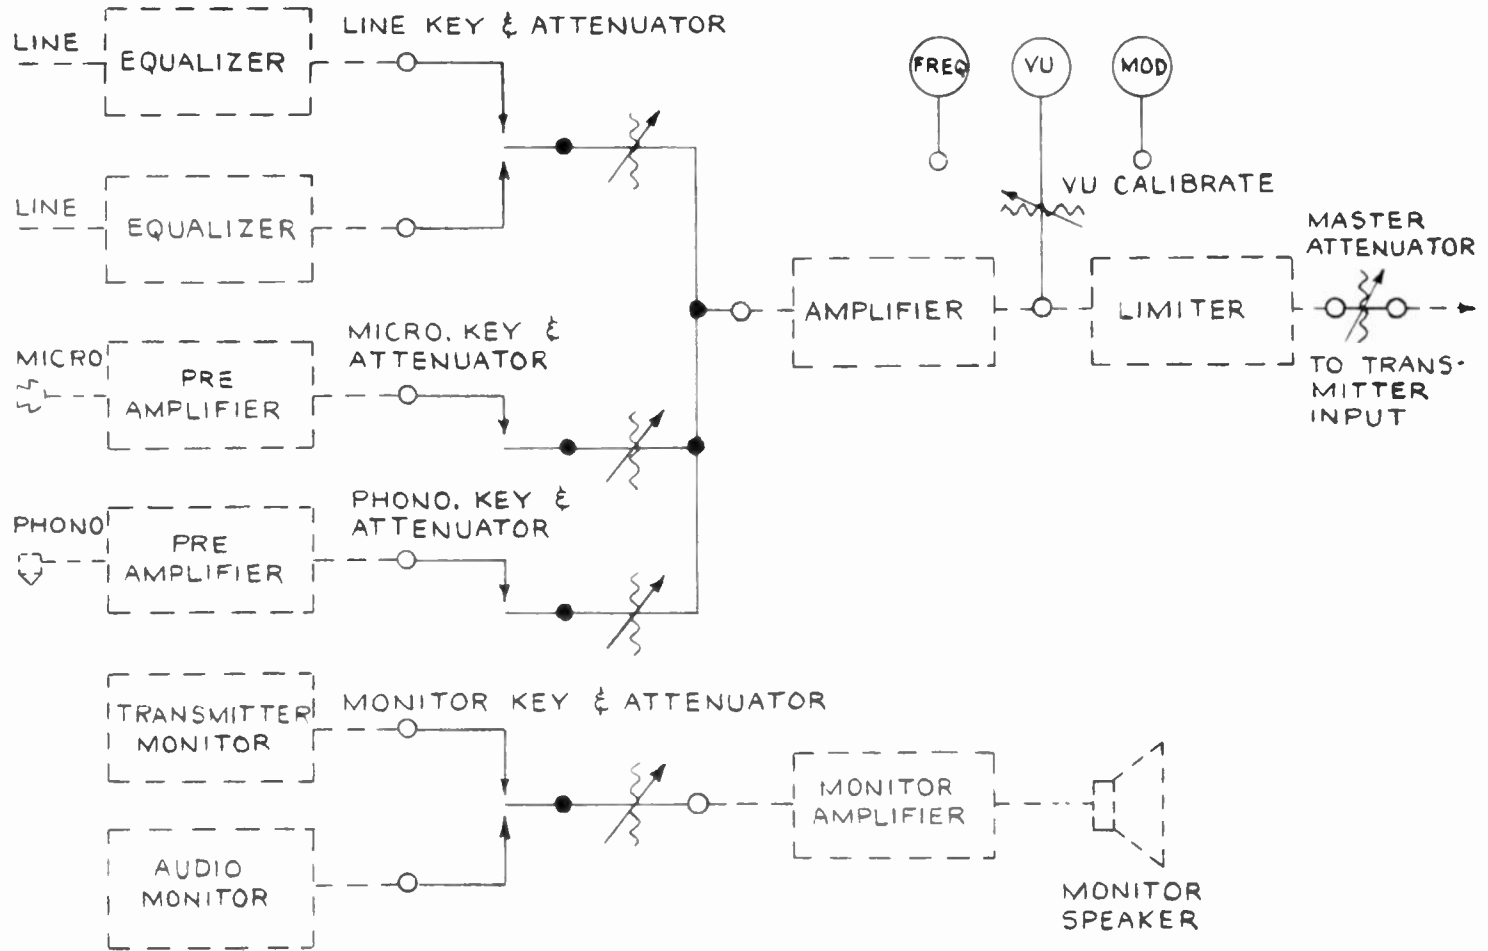 LINE
EQUALIZER
LINE KEY & ATTENUATOR
LINE
EQUALIZER
MICRO
PRE
AMPLIFIER
MICRO. KEY &
ATTENUATOR
PHONO
PRE
AMPLIFIER
PHONO. KEY &
ATTENUATOR
FREQ
VU
MOD
VU CALIBRATE
AMPLIFIER
LIMITER
MASTER
ATTENUATOR
TO TRANS-
MITTER
INPUT
TRANSMITTER
MONITOR
MONITOR KEY & ATTENUATOR
AUDIO
MONITOR
MONITOR
AMPLIFIER
MONITOR
SPEAKER